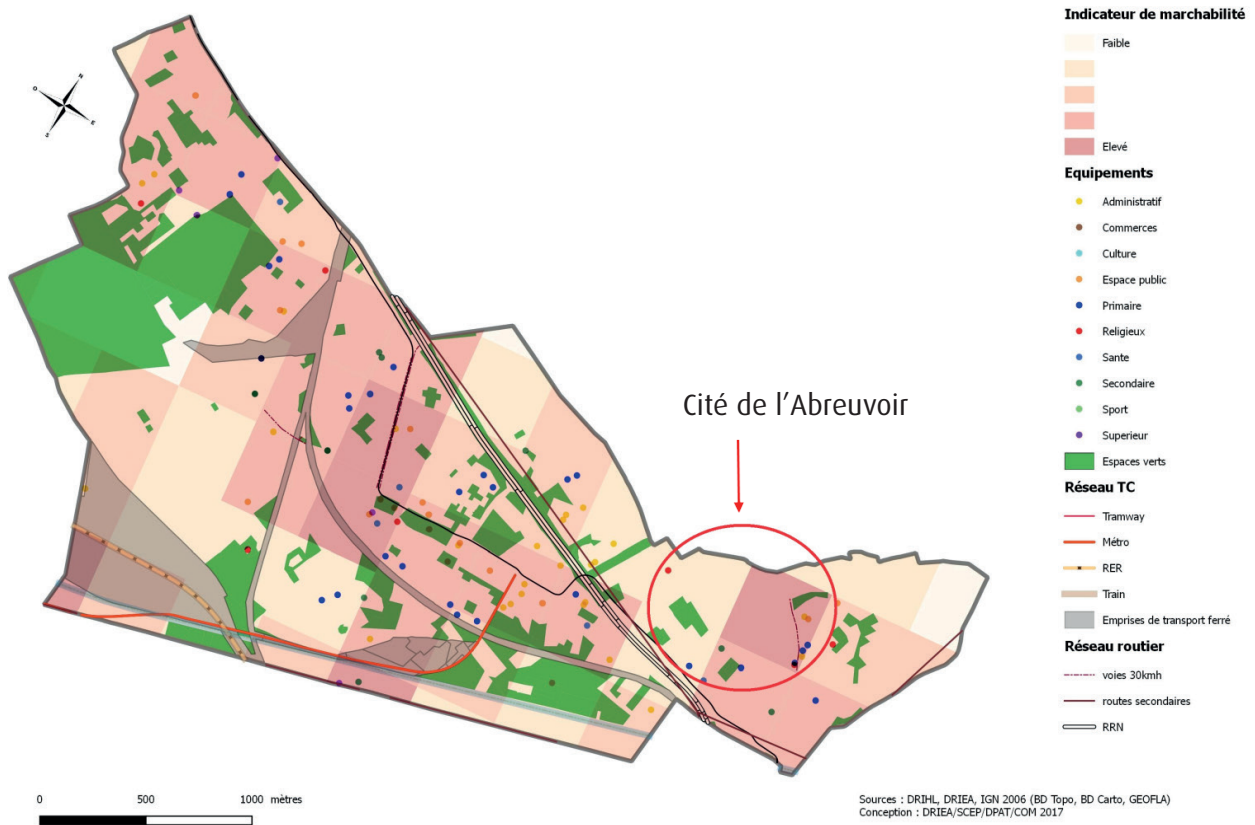 Indicateur de marchabilité
Faible
Elevé
Equipements
Administratif
Commerces
Culture
Espace public
Primaire
Religieux
Sante
Secondaire
Sport
Superieur
Espaces verts
Réseau TC
Tramway
Métro
RER
Train
Emprises de transport ferré
Réseau routier
voies 30kmh
routes secondaires
RRN
N
O
E
S
Cité de l'Abreuvoir
0 500 1000 mètres
Sources : DRIHL, DRIEA, IGN 2006 (BD Topo, BD Carto, GEOFLA)
Conception : DRIEA/SCEP/DPAT/COM 2017